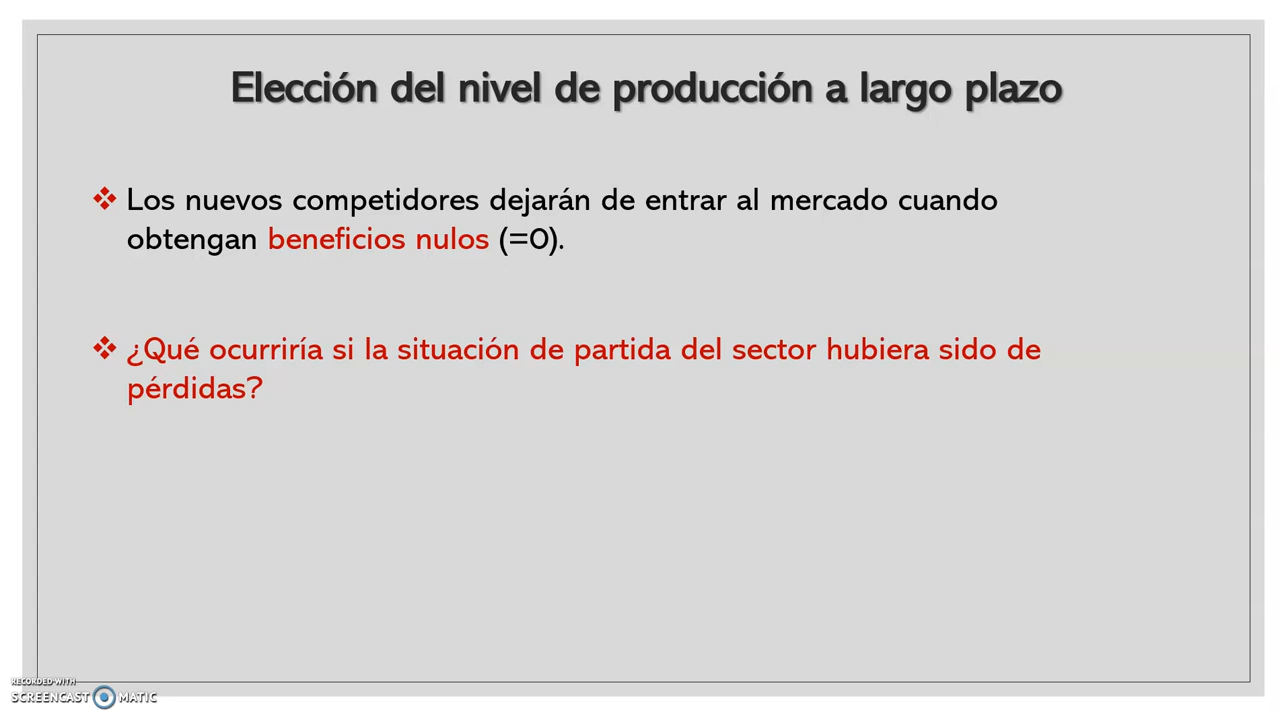 Elección del nivel de producción a largo plazo
Los nuevos competidores dejarán de entrar al mercado cuando
obtengan beneficios nulos (=0).
¿Qué ocurriría si la situación de partida del sector hubiera sido de
pérdidas?
RECORDED WITH
SCREENCAST MATIC